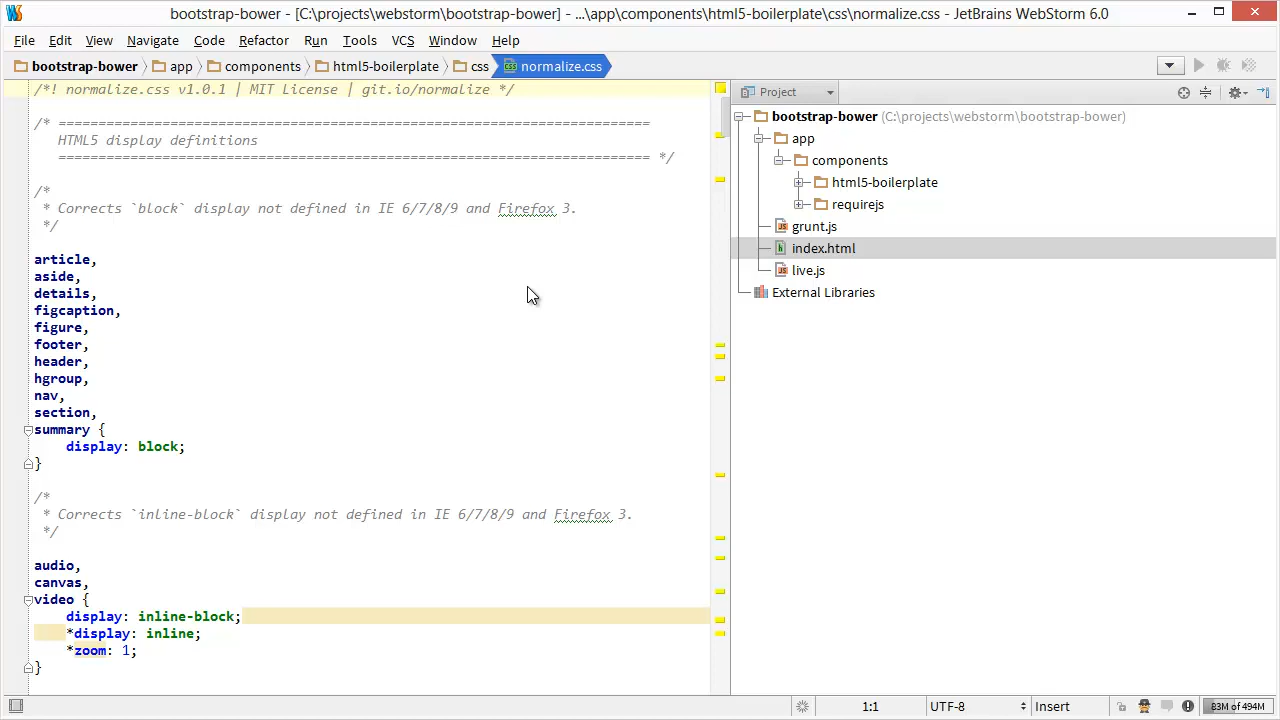 bootstrap-bower - [C:\projects\webstorm\bootstrap-bower] - ...\app\components\html5-boilerplate\css\normalize.css - JetBrains WebStorm 6.0
File Edit View Navigate Code Refactor Run Tools VCS Window Help
bootstrap-bower app components html5-boilerplate css normalize.css
/*! normalize.css v1.0.1 | MIT License | git.io/normalize */
/* ==========================================================================
HTML5 display definitions
========================================================================== */
/*
* Corrects `block` display not defined in IE 6/7/8/9 and Firefox 3.
*/
article,
aside,
details,
figcaption,
figure,
footer,
header,
hgroup,
nav,
section,
summary {
display: block;
}
/*
* Corrects `inline-block` display not defined in IE 6/7/8/9 and Firefox 3.
*/
audio,
canvas,
video {
display: inline-block;
*display: inline;
*zoom: 1;
}
Project
bootstrap-bower (C:\projects\webstorm\bootstrap-bower)
app
components
html5-boilerplate
requirejs
grunt.js
index.html
live.js
External Libraries
1:1 UTF-8 Insert 83M of 494M